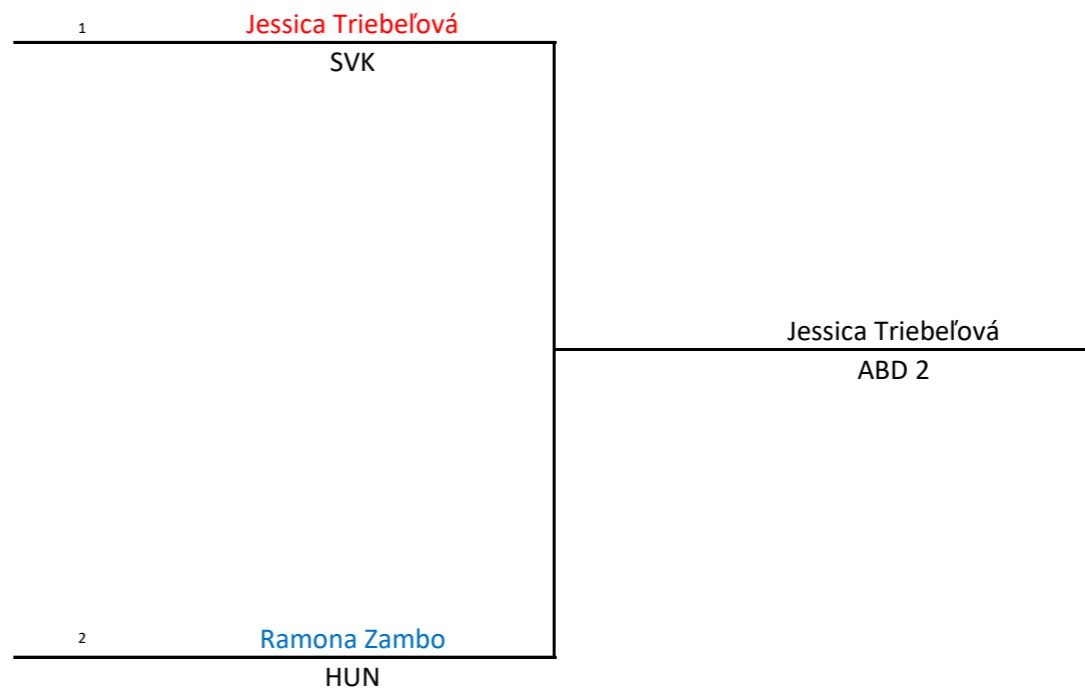 1 Jessica Triebeľová
SVK
Jessica Triebeľová
ABD 2
2 Ramona Zambo
HUN